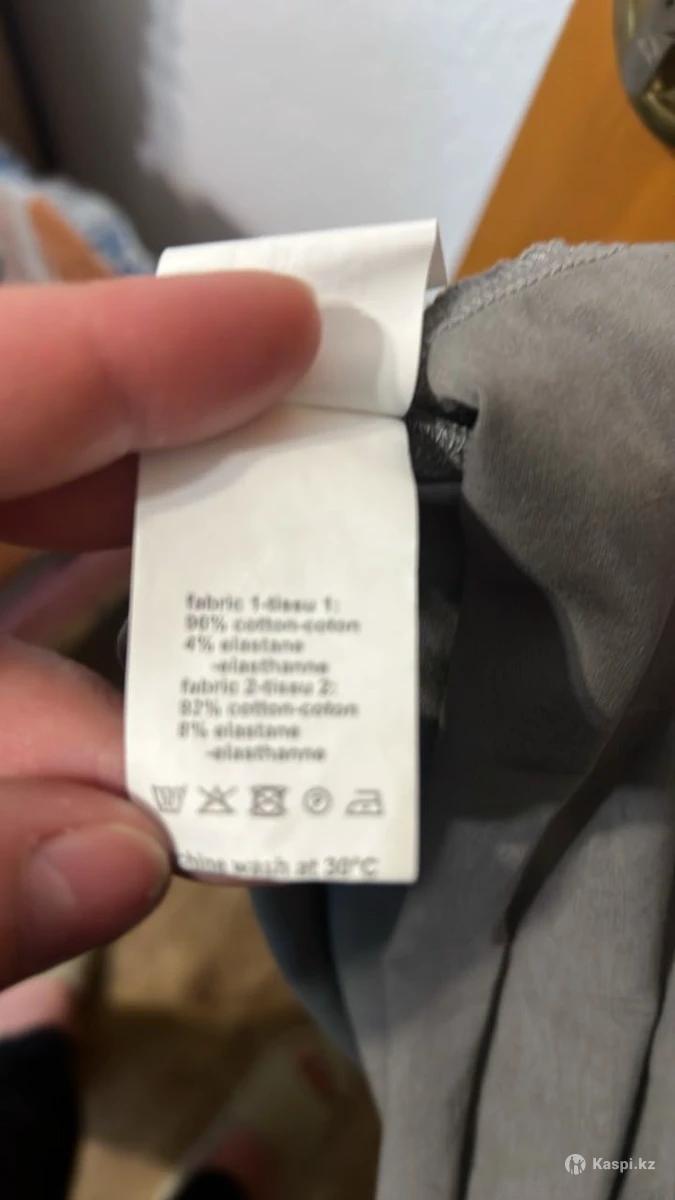 fabric 1-tissu 1:
96% cotton-coton
4% elastane
-elasthanne
fabric 2-tissu 2:
92% cotton-coton
8% elastane
-elasthanne
chine wash at 30°C
Kaspi.kz